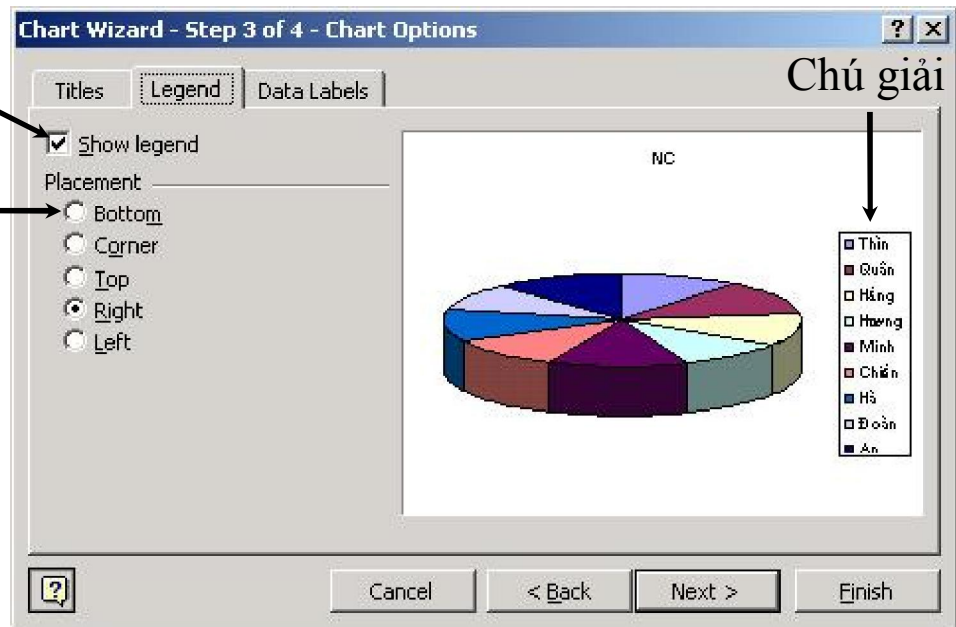 Chart Wizard - Step 3 of 4 - Chart Options
Titles
Legend
Data Labels
Chú giải
Show legend
Placement
Bottom
Corner
Top
Right
Left
NC
Thìn
Quân
Hằng
Hương
Minh
Chiến
Hà
Đoàn
An
Cancel
< Back
Next >
Finish